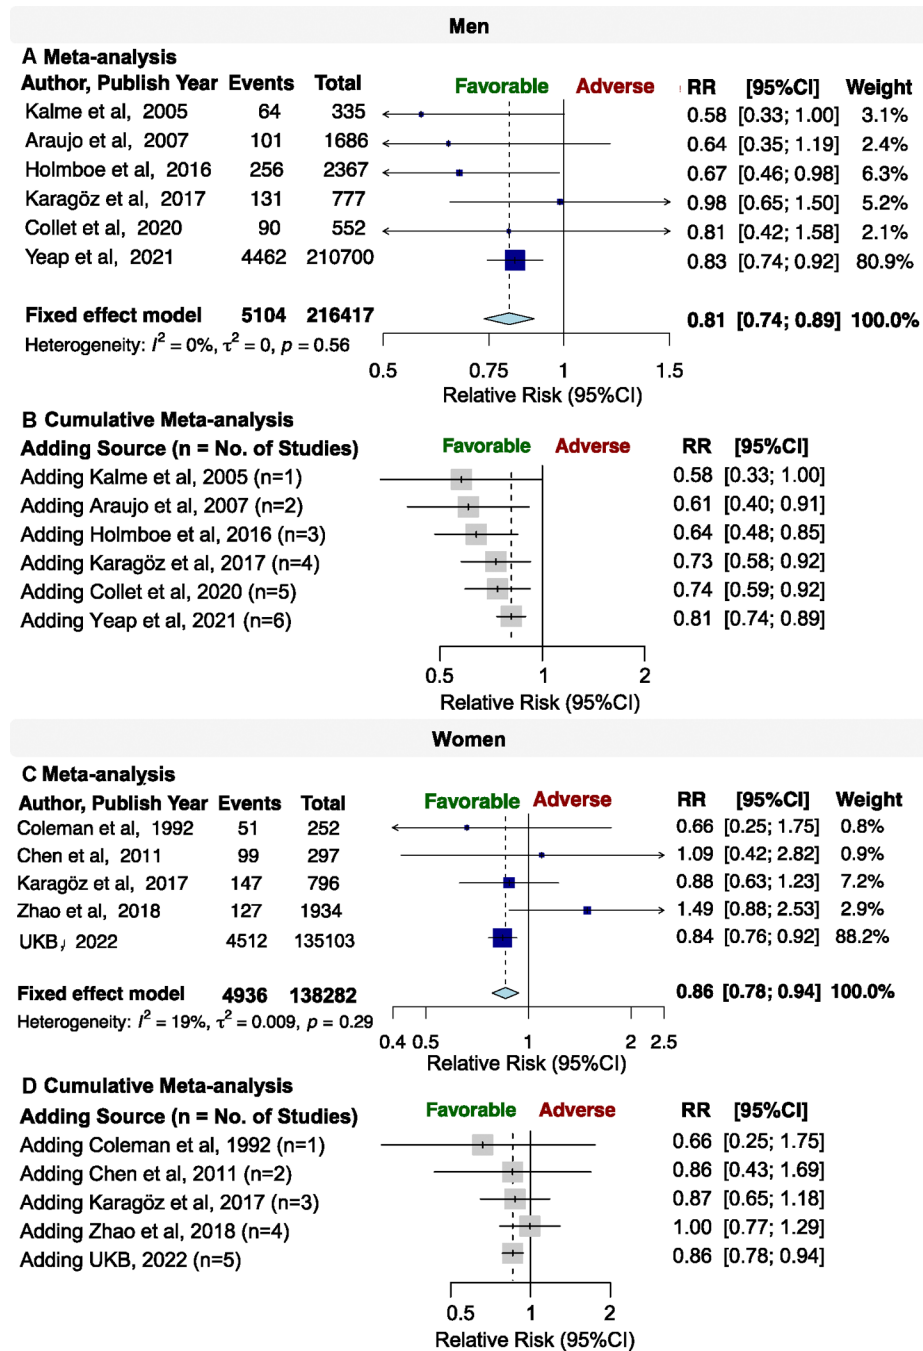 Men
A Meta-analysis
Author, Publish Year Events Total Favorable Adverse RR [95%CI] Weight
Kalme et al, 2005 64 335 0.58 [0.33; 1.00] 3.1%
Araujo et al, 2007 101 1686 0.64 [0.35; 1.19] 2.4%
Holmboe et al, 2016 256 2367 0.67 [0.46; 0.98] 6.3%
Karagöz et al, 2017 131 777 0.98 [0.65; 1.50] 5.2%
Collet et al, 2020 90 552 0.81 [0.42; 1.58] 2.1%
Yeap et al, 2021 4462 210700 0.83 [0.74; 0.92] 80.9%
Fixed effect model 5104 216417 0.81 [0.74; 0.89] 100.0%
Heterogeneity: I² = 0%, τ² = 0, p = 0.56
0.5 0.75 1 1.5
Relative Risk (95%CI)
B Cumulative Meta-analysis
Adding Source (n = No. of Studies) Favorable Adverse RR [95%CI]
Adding Kalme et al, 2005 (n=1) 0.58 [0.33; 1.00]
Adding Araujo et al, 2007 (n=2) 0.61 [0.40; 0.91]
Adding Holmboe et al, 2016 (n=3) 0.64 [0.48; 0.85]
Adding Karagöz et al, 2017 (n=4) 0.73 [0.58; 0.92]
Adding Collet et al, 2020 (n=5) 0.74 [0.59; 0.92]
Adding Yeap et al, 2021 (n=6) 0.81 [0.74; 0.89]
0.5 1 2
Relative Risk (95%CI)
Women
C Meta-analysis
Author, Publish Year Events Total Favorable Adverse RR [95%CI] Weight
Coleman et al, 1992 51 252 0.66 [0.25; 1.75] 0.8%
Chen et al, 2011 99 297 1.09 [0.42; 2.82] 0.9%
Karagöz et al, 2017 147 796 0.88 [0.63; 1.23] 7.2%
Zhao et al, 2018 127 1934 1.49 [0.88; 2.53] 2.9%
UKB, 2022 4512 135103 0.84 [0.76; 0.92] 88.2%
Fixed effect model 4936 138282 0.86 [0.78; 0.94] 100.0%
Heterogeneity: I² = 19%, τ² = 0.009, p = 0.29
0.4 0.5 1 2 2.5
Relative Risk (95%CI)
D Cumulative Meta-analysis
Adding Source (n = No. of Studies) Favorable Adverse RR [95%CI]
Adding Coleman et al, 1992 (n=1) 0.66 [0.25; 1.75]
Adding Chen et al, 2011 (n=2) 0.86 [0.43; 1.69]
Adding Karagöz et al, 2017 (n=3) 0.87 [0.65; 1.18]
Adding Zhao et al, 2018 (n=4) 1.00 [0.77; 1.29]
Adding UKB, 2022 (n=5) 0.86 [0.78; 0.94]
0.5 1 2
Relative Risk (95%CI)